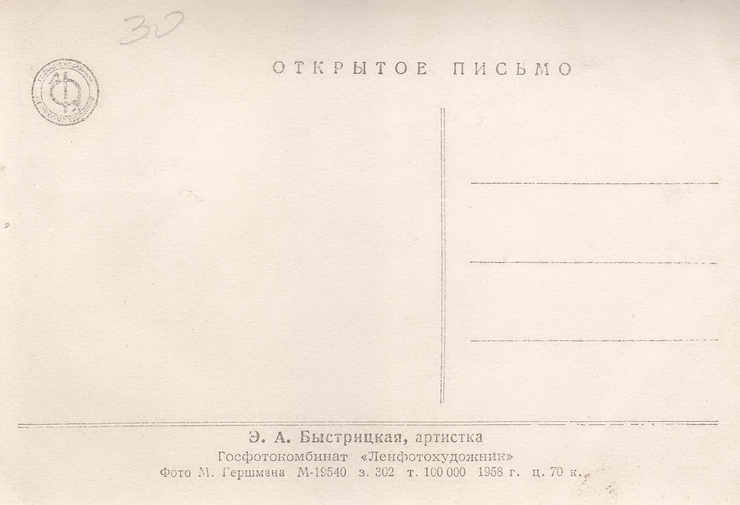 30
ОТКРЫТОЕ ПИСЬМО
Э. А. Быстрицкая, артистка
Госфотокомбинат «Ленфотохудожник»
Фото М. Гершмана М-19540 з. 302 т. 100 000 1958 г. ц. 70 к.